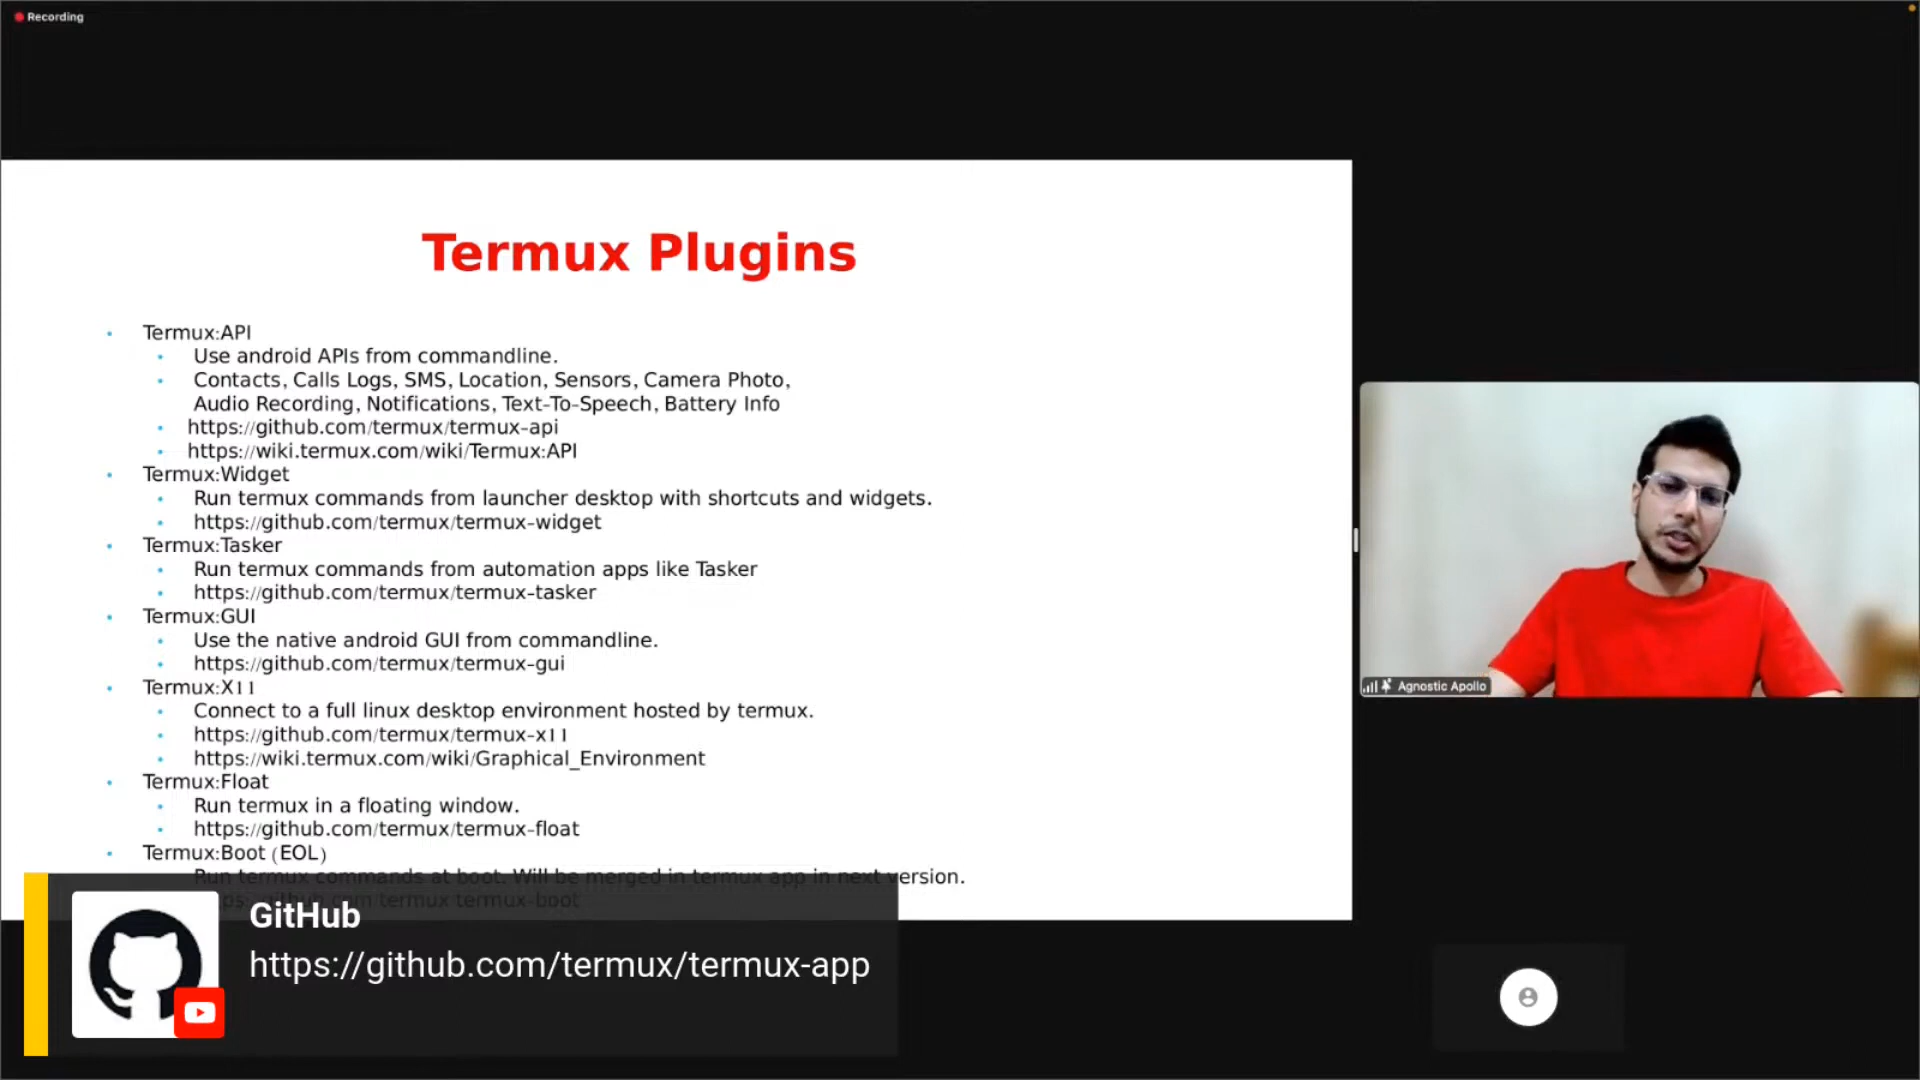 Recording
Termux Plugins
Termux:API
Use android APIs from commandline.
Contacts, Calls Logs, SMS, Location, Sensors, Camera Photo,
Audio Recording, Notifications, Text-To-Speech, Battery Info
https://github.com/termux/termux-api
https://wiki.termux.com/wiki/Termux:API
Termux:Widget
Run termux commands from launcher desktop with shortcuts and widgets.
https://github.com/termux/termux-widget
Termux:Tasker
Run termux commands from automation apps like Tasker
https://github.com/termux/termux-tasker
Termux:GUI
Use the native android GUI from commandline.
https://github.com/termux/termux-gui
Termux:X11
Connect to a full linux desktop environment hosted by termux.
https://github.com/termux/termux-x11
https://wiki.termux.com/wiki/Graphical_Environment
Termux:Float
Run termux in a floating window.
https://github.com/termux/termux-float
Termux:Boot (EOL)
Run termux commands at boot. Will be merged in termux app in next version.
github.com termux termux-boot
GitHub
https://github.com/termux/termux-app
Agnostic Apollo